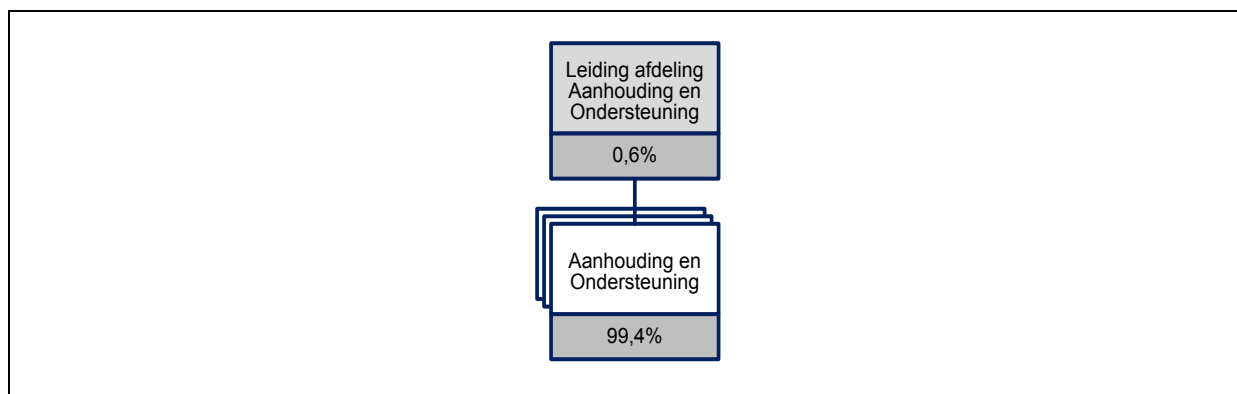 Leiding afdeling
Aanhouding en
Ondersteuning
0,6%
Aanhouding en
Ondersteuning
99,4%